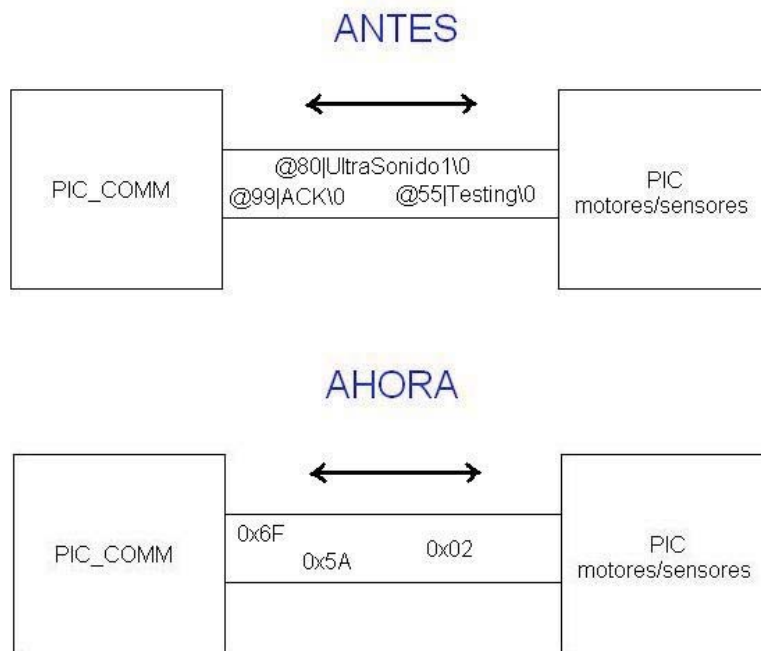 ANTES
PIC_COMM
@80|UltraSonido1\0
@99|ACK\0
@55|Testing\0
PIC
motores/sensores
AHORA
PIC_COMM
0x6F
0x5A
0x02
PIC
motores/sensores